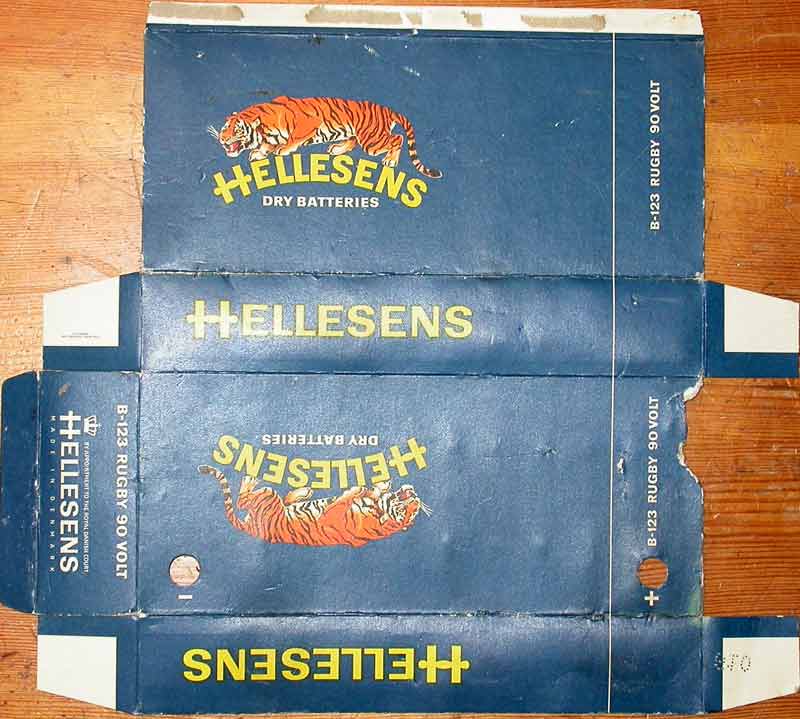 HELLESENS
DRY BATTERIES
B-123 RUGBY 90 VOLT
HELLESENS
DRY BATTERIES
HELLESENS
B-123 RUGBY 90 VOLT
B-123 RUGBY 90 VOLT
BY APPOINTMENT TO THE ROYAL DANISH COURT
HELLESENS
MADE IN DENMARK
−
+
HELLESENS